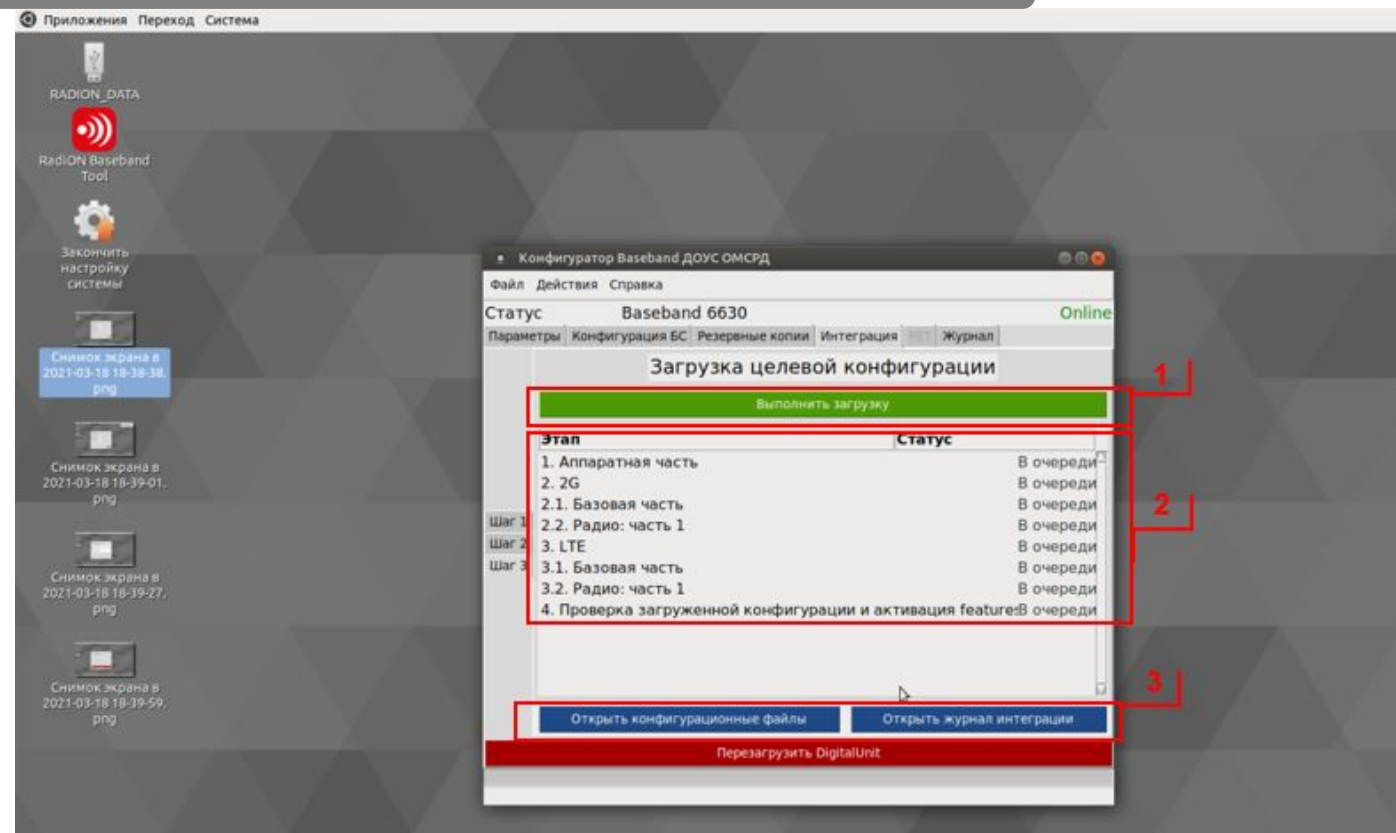 Приложения Переход Система
RADION_DATA
RadiON Baseband
Tool
Закончить
настройку
системы
Снимок экрана в
2021-03-18 18-38-38.
png
Снимок экрана в
2021-03-18 18-39-01.
png
Снимок экрана в
2021-03-18 18-39-27.
png
Снимок экрана в
2021-03-18 18-39-59.
png
Конфигуратор Baseband ДОУС ОМСРД
Файл Действия Справка
Статус Baseband 6630 Online
Параметры Конфигурация БС Резервные копии Интеграция Журнал
Загрузка целевой конфигурации
1
Выполнить загрузку
Этап Статус
1. Аппаратная часть В очереди
2. 2G В очереди
2.1. Базовая часть В очереди
2
Шаг 1 2.2. Радио: часть 1 В очереди
Шаг 2 3. LTE В очереди
Шаг 3 3.1. Базовая часть В очереди
3.2. Радио: часть 1 В очереди
4. Проверка загруженной конфигурации и активация features В очереди
3
Открыть конфигурационные файлы Открыть журнал интеграции
Перезагрузить DigitalUnit